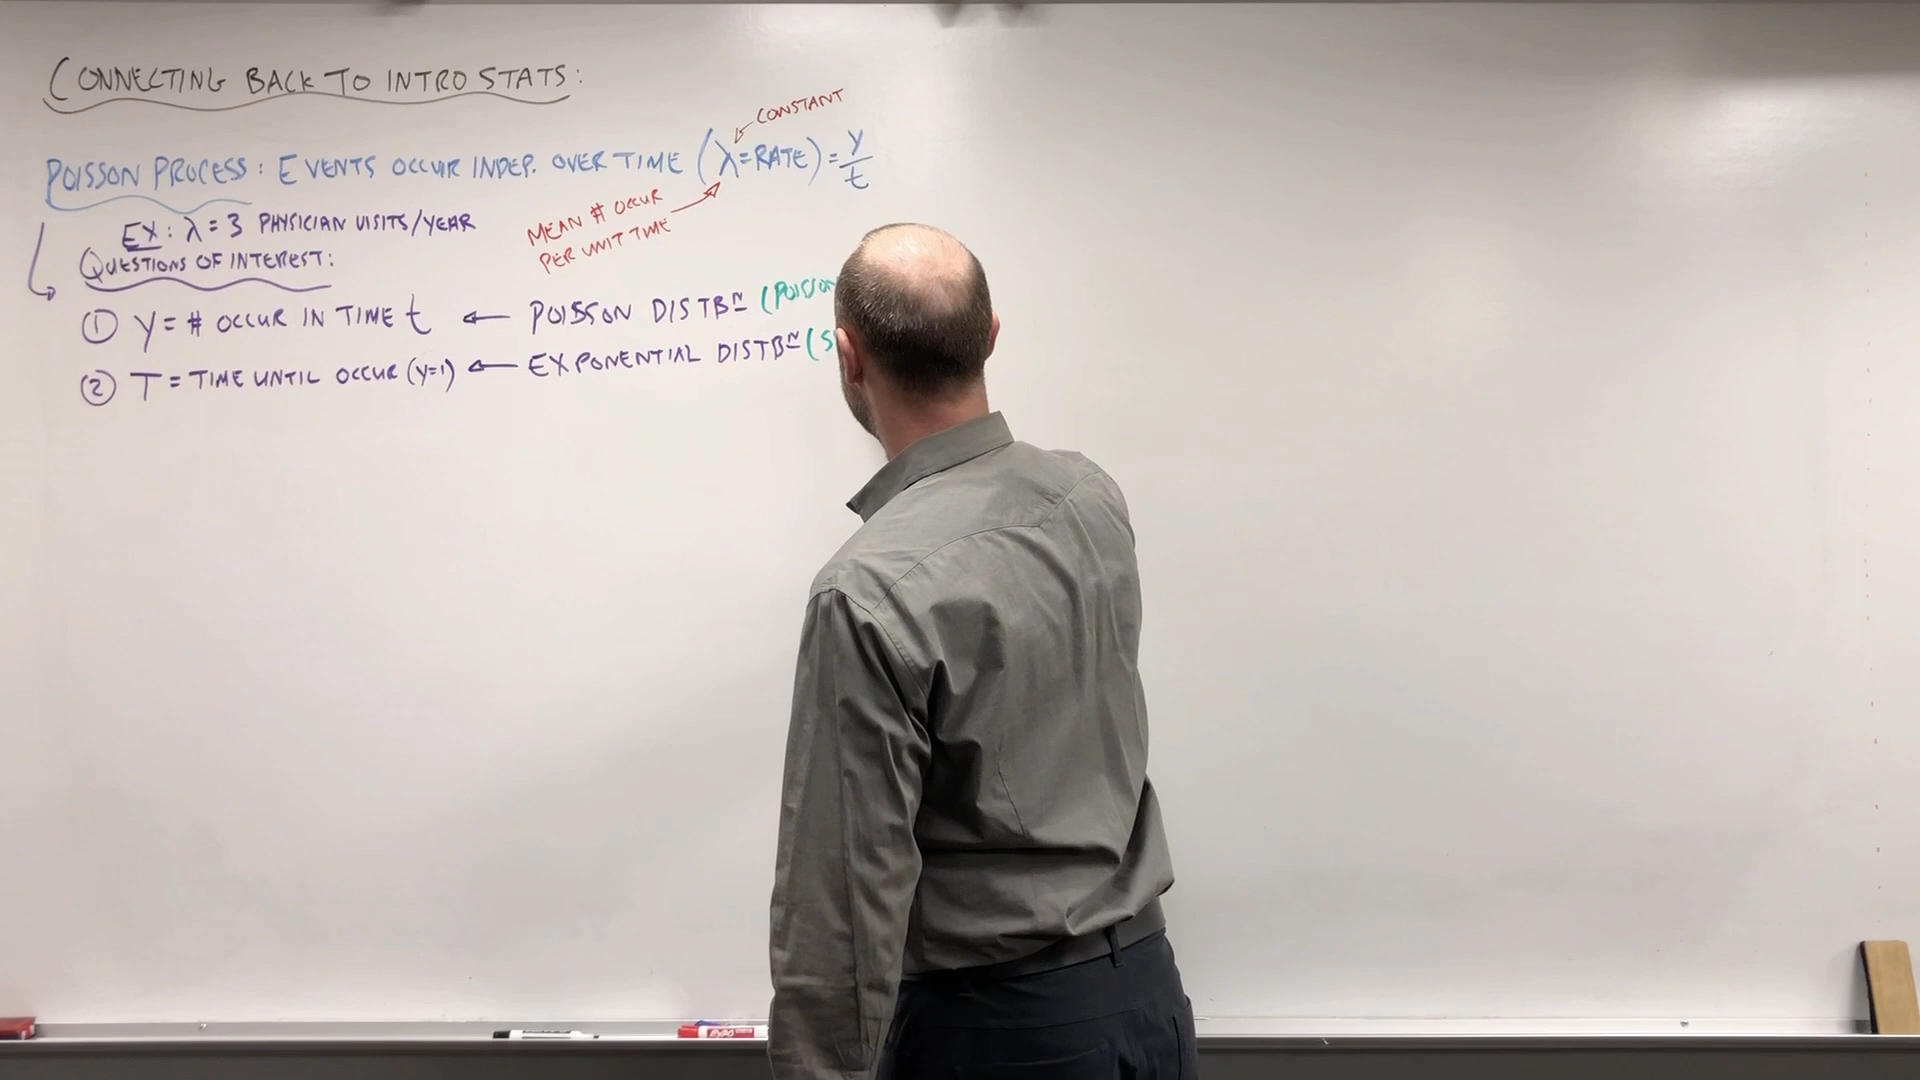 CONNECTING BACK TO INTRO STATS:
CONSTANT
POISSON PROCESS: EVENTS OCCUR INDEP. OVER TIME (λ=RATE) = Y/t
MEAN # OCCUR
PER UNIT TIME
EX: λ=3 PHYSICIAN VISITS/YEAR
QUESTIONS OF INTEREST:
① Y = # OCCUR IN TIME t ← POISSON DISTBN (POISSON
② T = TIME UNTIL OCCUR (Y=1) ← EXPONENTIAL DISTBN (S
EXPO